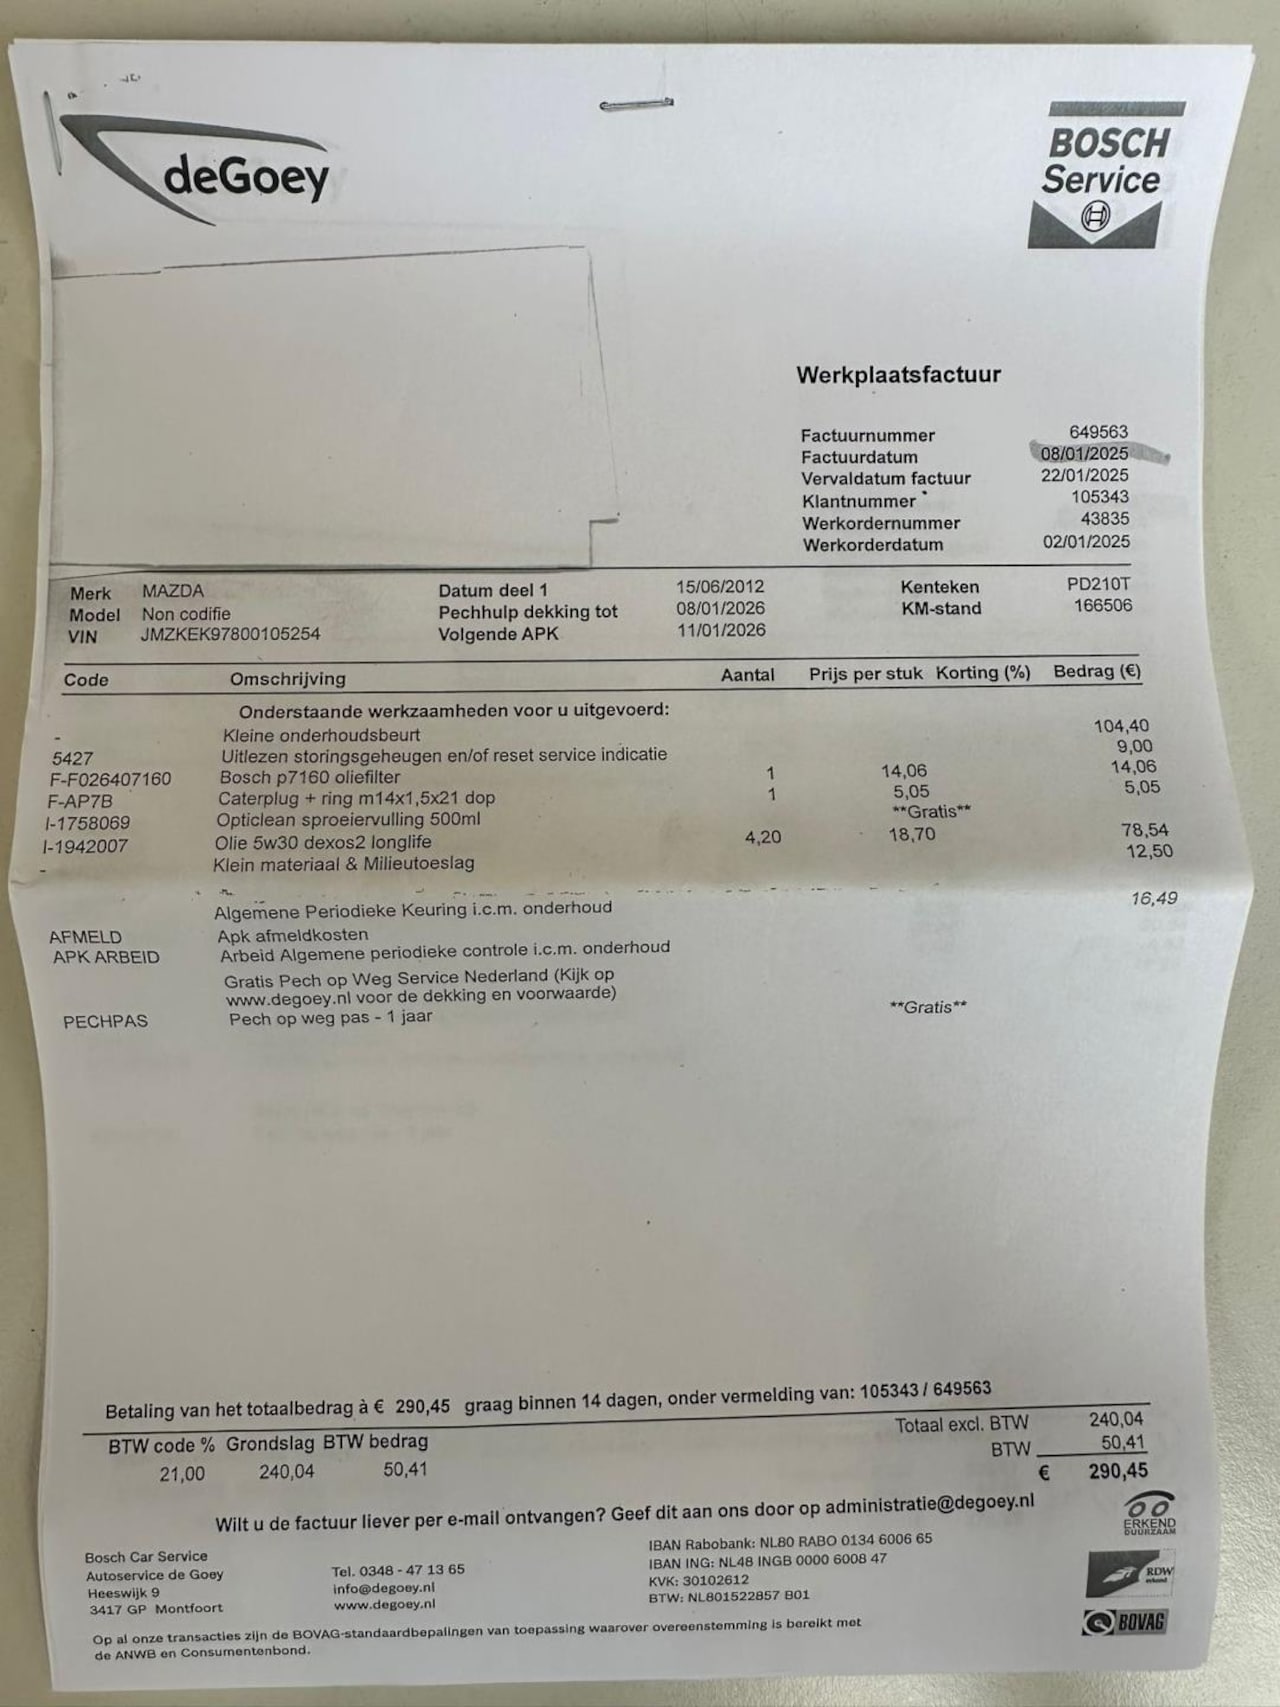 deGoey
BOSCH
Service
Werkplaatsfactuur
Factuurnummer 649563
Factuurdatum 08/01/2025
Vervaldatum factuur 22/01/2025
Klantnummer 105343
Werkordernummer 43835
Werkorderdatum 02/01/2025
Merk MAZDA Datum deel 1 15/06/2012 Kenteken PD210T
Model Non codifie Pechhulp dekking tot 08/01/2026 KM-stand 166506
VIN JMZKEK97800105254 Volgende APK 11/01/2026
Code Omschrijving Aantal Prijs per stuk Korting (%) Bedrag (€)
Onderstaande werkzaamheden voor u uitgevoerd:
- Kleine onderhoudsbeurt 104,40
5427 Uitlezen storingsgeheugen en/of reset service indicatie 9,00
F-F026407160 Bosch p7160 oliefilter 1 14,06 14,06
F-AP7B Caterplug + ring m14x1,5x21 dop 1 5,05 5,05
I-1758069 Opticlean sproeiervulling 500ml **Gratis**
I-1942007 Olie 5w30 dexos2 longlife 4,20 18,70 78,54
- Klein materiaal & Milieutoeslag 12,50
Algemene Periodieke Keuring i.c.m. onderhoud 16,49
AFMELD Apk afmeldkosten
APK ARBEID Arbeid Algemene periodieke controle i.c.m. onderhoud
Gratis Pech op Weg Service Nederland (Kijk op
www.degoey.nl voor de dekking en voorwaarde)
PECHPAS Pech op weg pas - 1 jaar **Gratis**
Betaling van het totaalbedrag à € 290,45 graag binnen 14 dagen, onder vermelding van: 105343 / 649563
BTW code % Grondslag BTW bedrag Totaal excl. BTW 240,04
21,00 240,04 50,41 BTW 50,41
€ 290,45
Wilt u de factuur liever per e-mail ontvangen? Geef dit aan ons door op administratie@degoey.nl
ERKEND
DUURZAAM
Bosch Car Service
Autoservice de Goey
Heeswijk 9
3417 GP Montfoort
Tel. 0348 - 47 13 65
info@degoey.nl
www.degoey.nl
IBAN Rabobank: NL80 RABO 0134 6006 65
IBAN ING: NL48 INGB 0000 6008 47
KVK: 30102612
BTW: NL801522857 B01
RDW
erkend
BOVAG
Op al onze transacties zijn de BOVAG-standaardbepalingen van toepassing waarover overeenstemming is bereikt met
de ANWB en Consumentenbond.